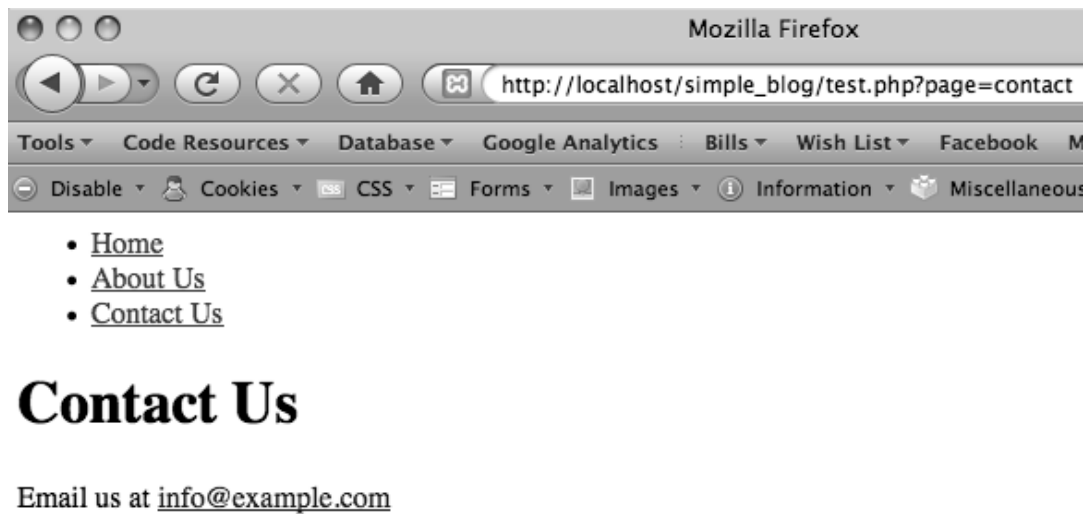 Mozilla Firefox
http://localhost/simple_blog/test.php?page=contact
Tools Code Resources Database Google Analytics Bills Wish List Facebook M
Disable Cookies CSS CSS Forms Images Information Miscellaneous
Home
About Us
Contact Us
Contact Us
Email us at info@example.com